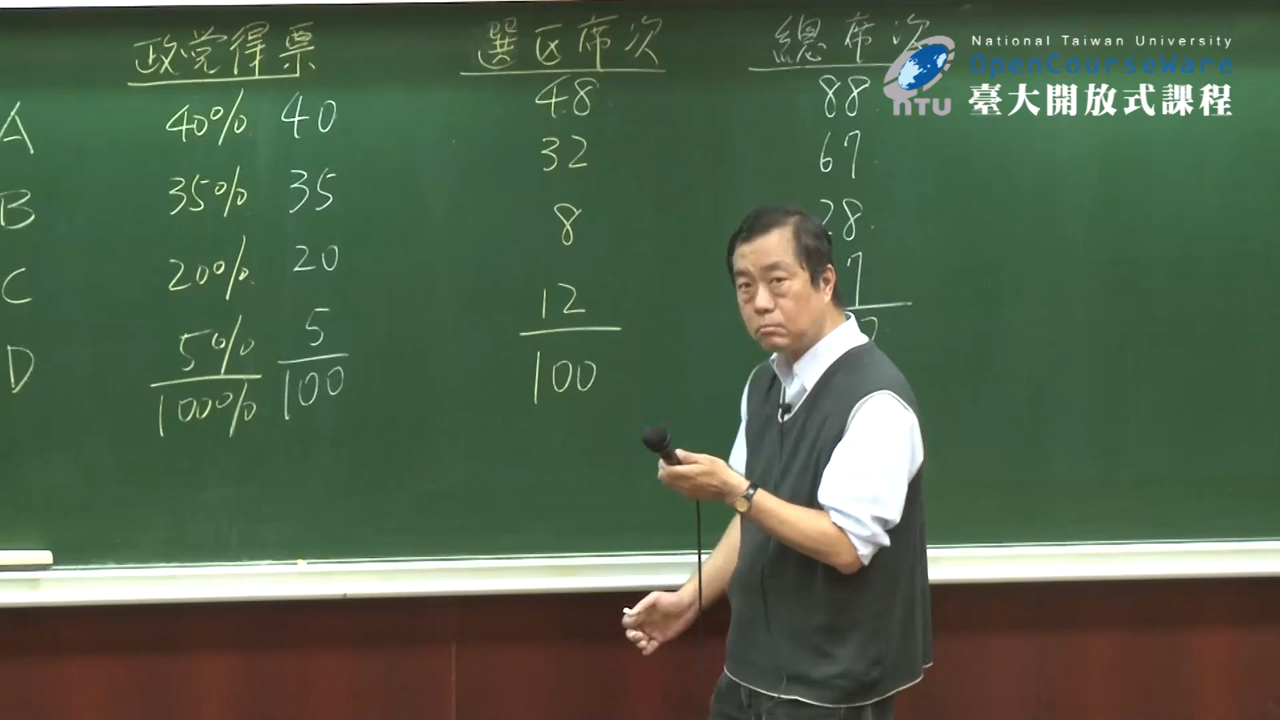 政党得票 選区席次 總席次
National Taiwan University
OpenCourseWare
NTU 臺大開放式課程
A 40% 40 48 88
B 35% 35 32 67
C 20% 20 8 28
D 5% 5 12 17
100% 100 100